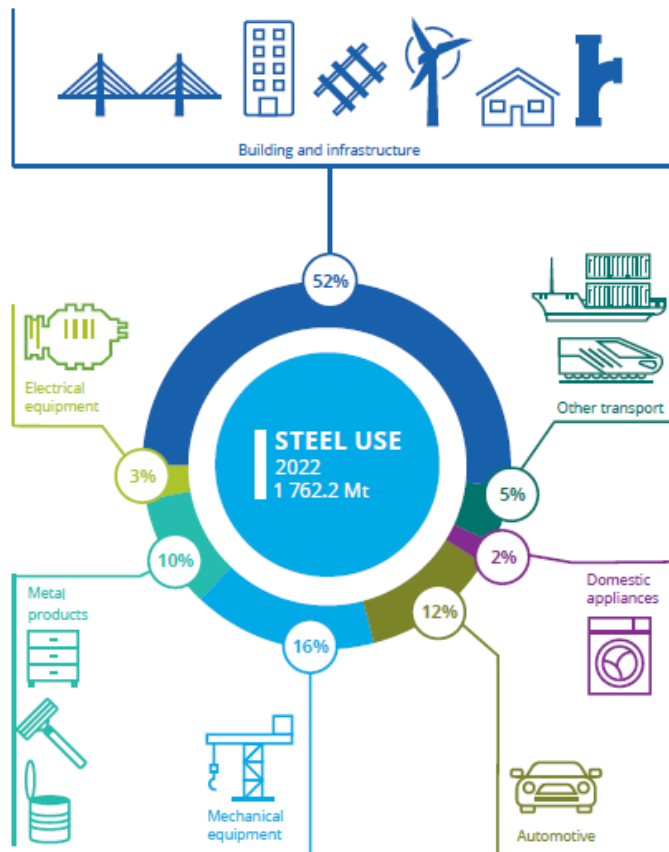 Building and infrastructure
52%
Electrical
equipment
Other transport
STEEL USE
2022
1 762.2 Mt
3%
5%
10%
2%
Metal
products
Domestic
appliances
12%
16%
Mechanical
equipment
Automotive